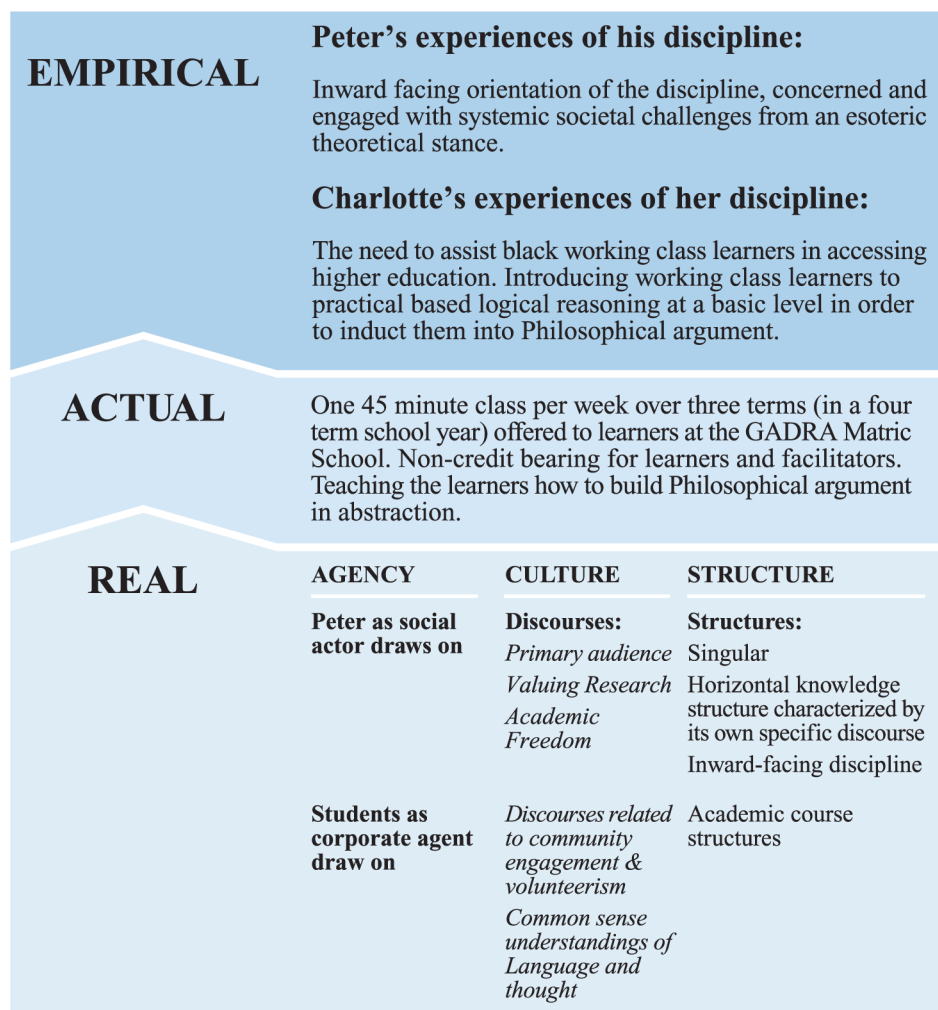 EMPIRICAL
Peter’s experiences of his discipline:
Inward facing orientation of the discipline, concerned and
engaged with systemic societal challenges from an esoteric
theoretical stance.
Charlotte’s experiences of her discipline:
The need to assist black working class learners in accessing
higher education. Introducing working class learners to
practical based logical reasoning at a basic level in order
to induct them into Philosophical argument.
ACTUAL
One 45 minute class per week over three terms (in a four
term school year) offered to learners at the GADRA Matric
School. Non-credit bearing for learners and facilitators.
Teaching the learners how to build Philosophical argument
in abstraction.
REAL
AGENCY
CULTURE
STRUCTURE
Peter as social
actor draws on
Discourses:
Primary audience
Valuing Research
Academic
Freedom
Structures:
Singular
Horizontal knowledge
structure characterized by
its own specific discourse
Inward-facing discipline
Students as
corporate agent
draw on
Discourses related
to community
engagement &
volunteerism
Common sense
understandings of
Language and
thought
Academic course
structures